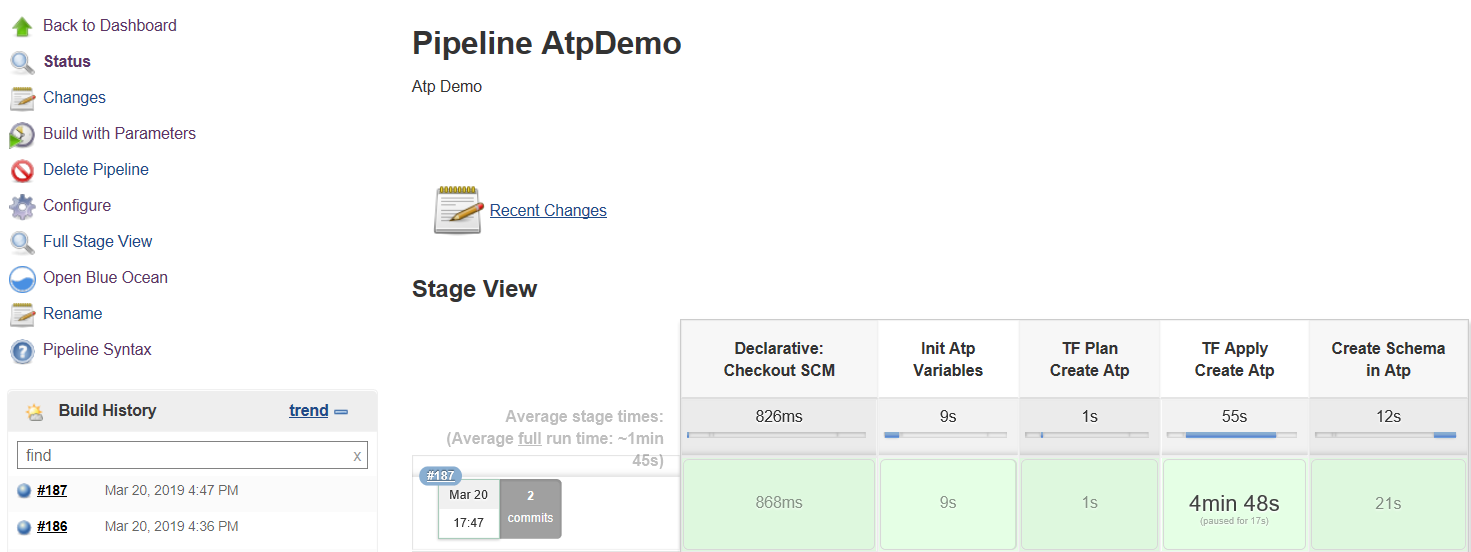 Back to Dashboard
Status
Changes
Build with Parameters
Delete Pipeline
Configure
Full Stage View
Open Blue Ocean
Rename
Pipeline Syntax
Build History
trend
find
x
#187
Mar 20, 2019 4:47 PM
#186
Mar 20, 2019 4:36 PM
Pipeline AtpDemo
Atp Demo
Recent Changes
Stage View
Declarative:
Checkout SCM
Init Atp
Variables
TF Plan
Create Atp
TF Apply
Create Atp
Create Schema
in Atp
Average stage times:
(Average full run time: ~1min
45s)
826ms
9s
1s
55s
12s
#187
Mar 20
17:47
2
commits
868ms
9s
1s
4min 48s
(paused for 17s)
21s